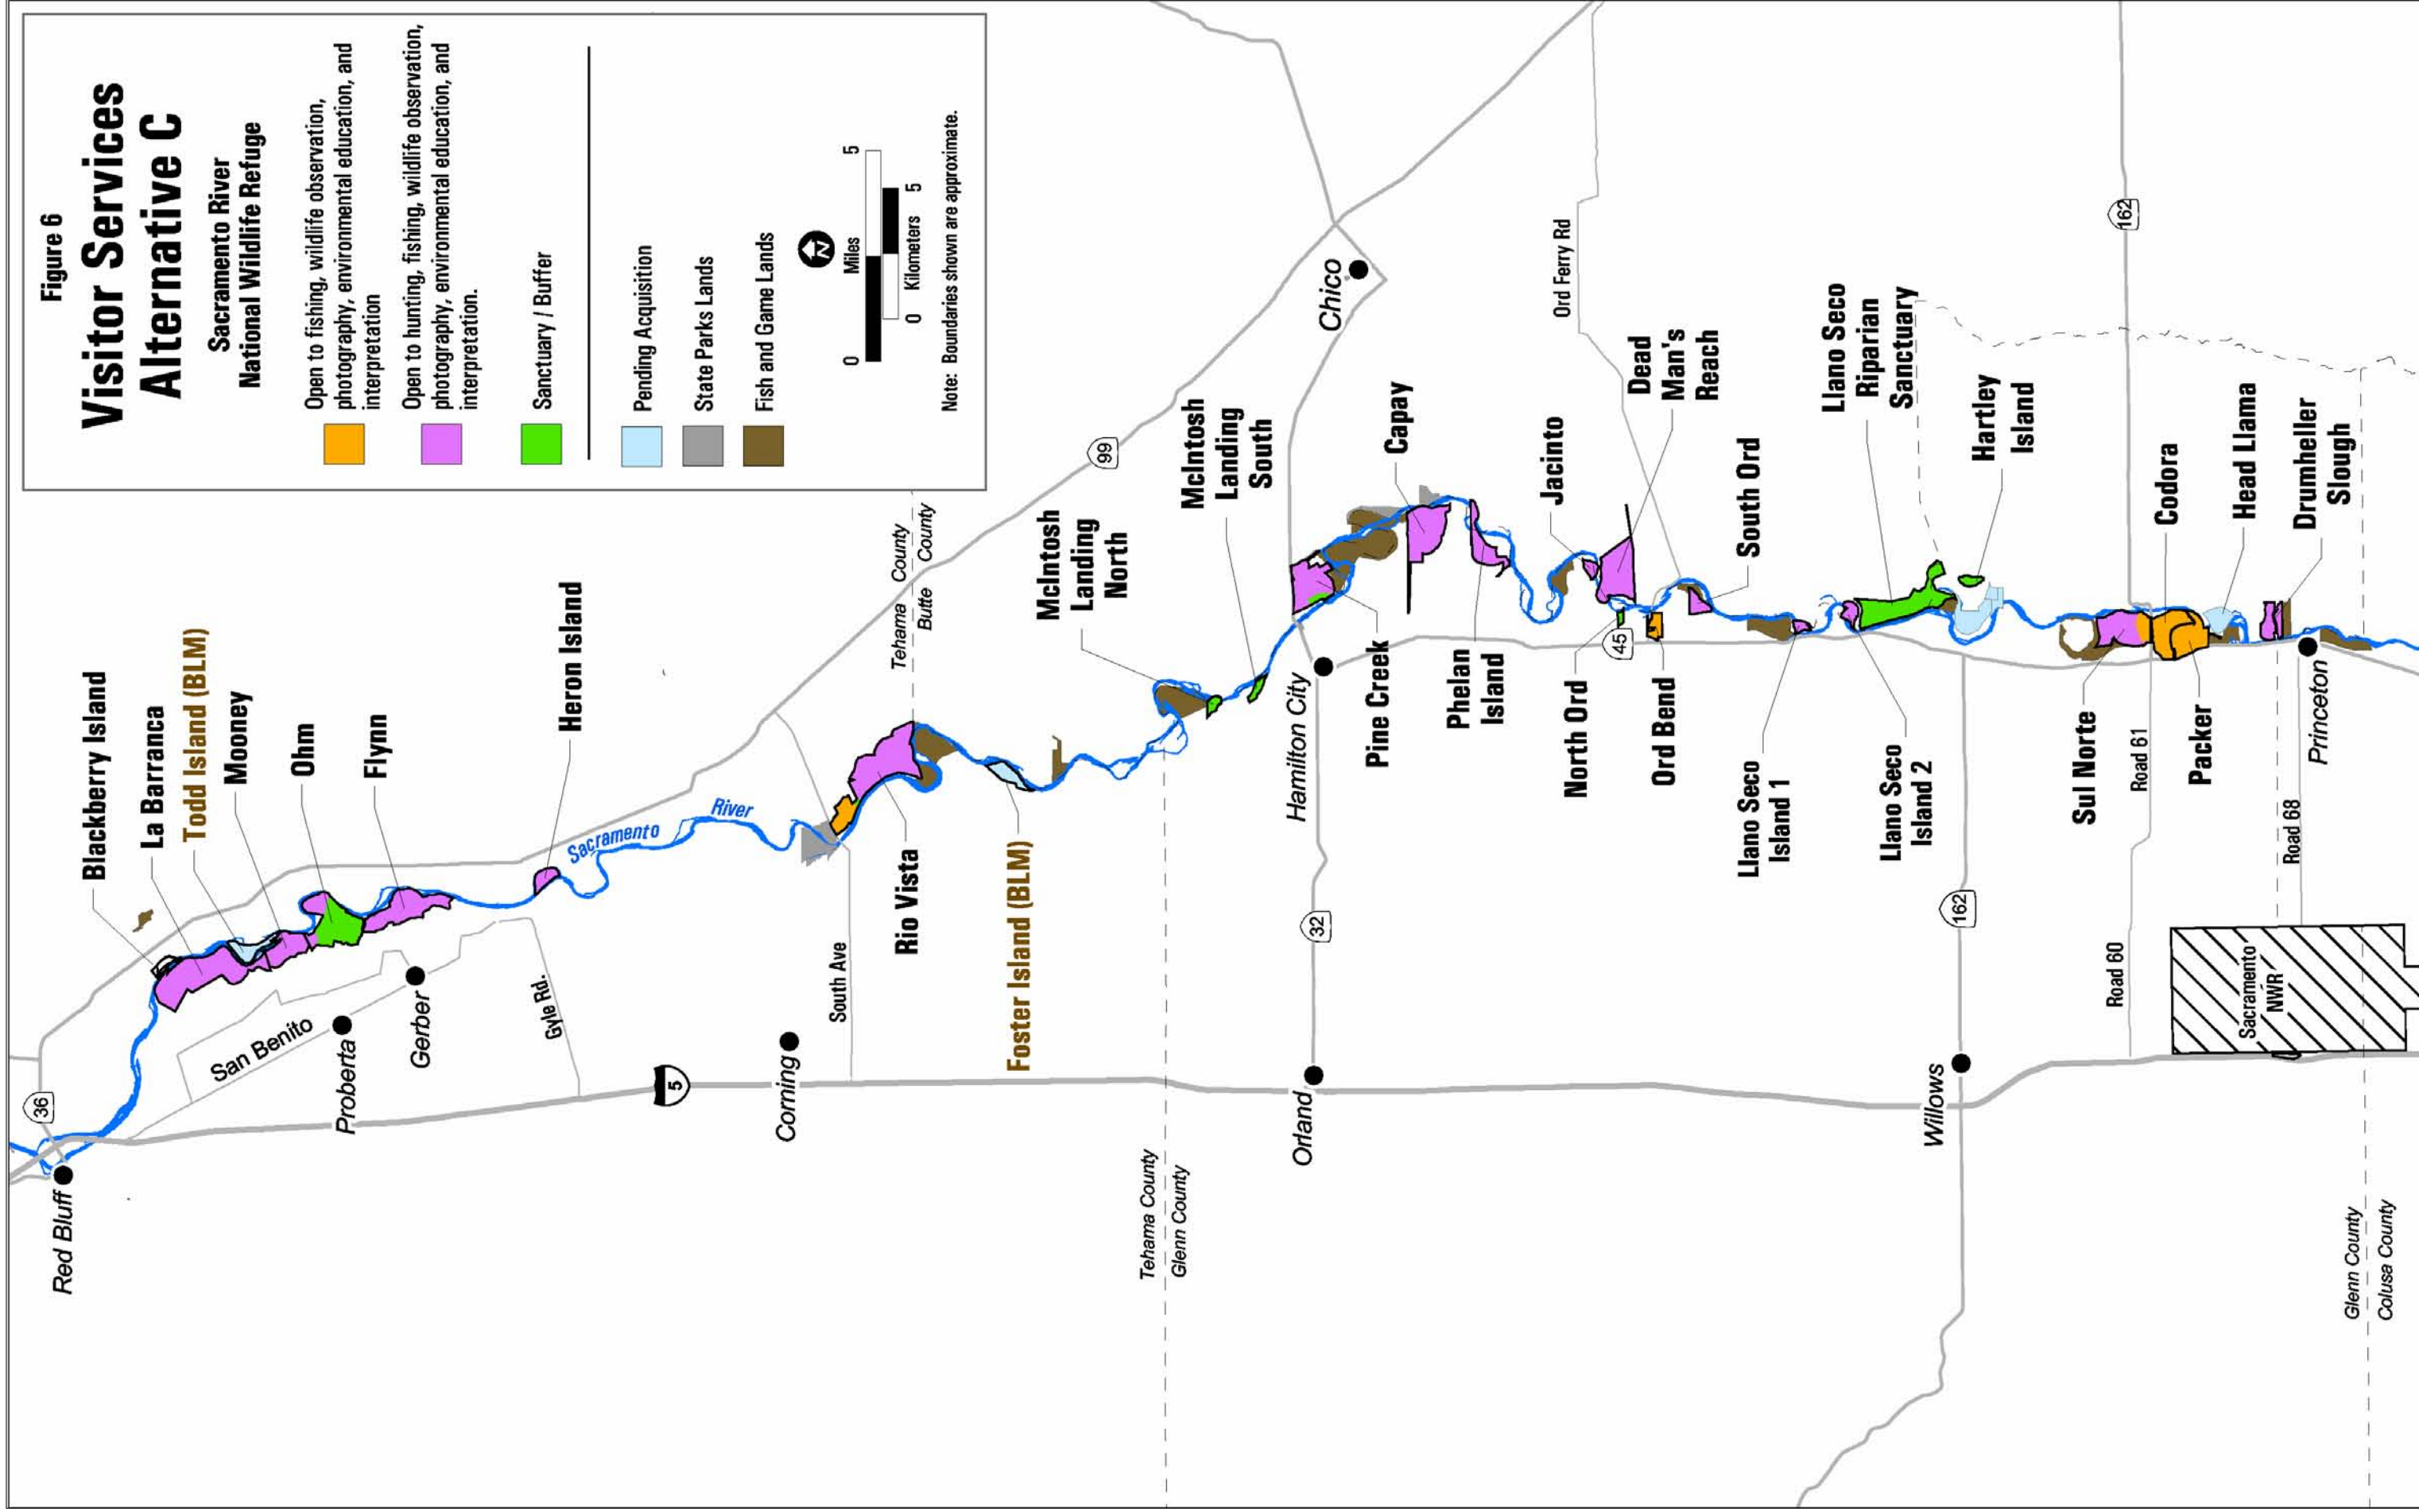 Figure 6
Visitor Services
Alternative C
Sacramento River
National Wildlife Refuge
Open to fishing, wildlife observation,
photography, environmental education, and
interpretation
Open to hunting, fishing, wildlife observation,
photography, environmental education, and
interpretation.
Sanctuary / Buffer
Pending Acquisition
State Parks Lands
Fish and Game Lands
N
0 Miles 5
0 Kilometers 5
Note: Boundaries shown are approximate.
36
Red Bluff
Blackberry Island
La Barranca
Todd Island (BLM)
Mooney
Ohm
Flynn
Heron Island
San Benito
Proberta
Gerber
Gyle Rd.
5
Sacramento
River
Corning
South Ave
Rio Vista
Tehama County
Butte County
Foster Island (BLM)
99
McIntosh
Landing
North
McIntosh
Landing
South
Tehama County
Glenn County
Orland
32
Hamilton City
Chico
Pine Creek
Capay
Phelan
Island
Jacinto
Ord Ferry Rd
North Ord
45
Dead
Man's
Reach
Ord Bend
South Ord
Llano Seco
Island 1
Llano Seco
Riparian
Sanctuary
Llano Seco
Island 2
Hartley
Island
Willows
162
162
Sul Norte
Road 60
Road 61
Codora
Packer
Head Llama
Drumheller
Slough
Road 68
Princeton
Sacramento
NWR
Glenn County
Colusa County